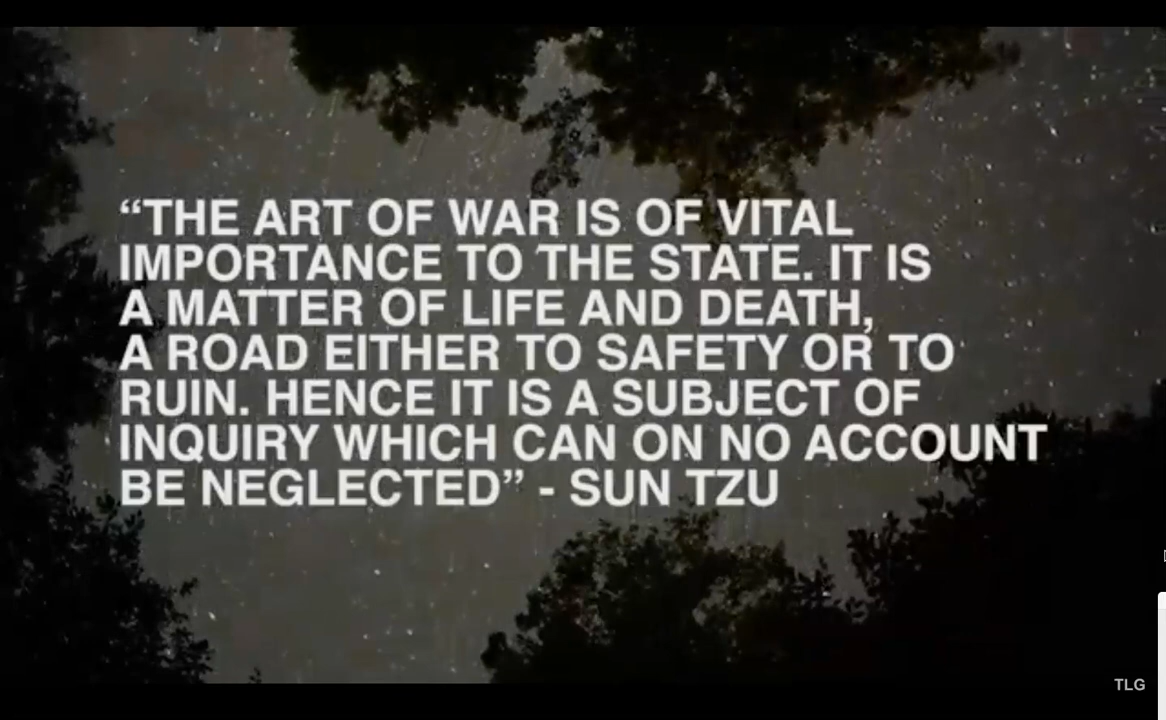 “THE ART OF WAR IS OF VITAL
IMPORTANCE TO THE STATE. IT IS
A MATTER OF LIFE AND DEATH,
A ROAD EITHER TO SAFETY OR TO
RUIN. HENCE IT IS A SUBJECT OF
INQUIRY WHICH CAN ON NO ACCOUNT
BE NEGLECTED” - SUN TZU
TLG